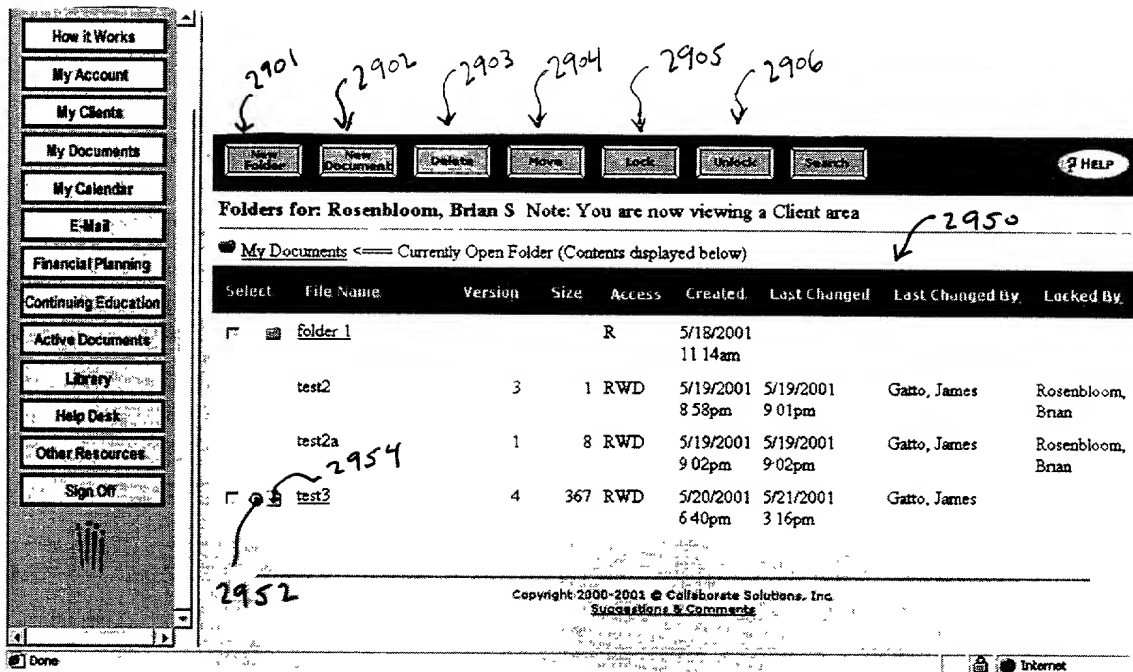 How it Works
My Account
My Clients
My Documents
My Calendar
E-Mail
Financial Planning
Continuing Education
Active Documents
Library
Help Desk
Other Resources
Sign Off
2901 2902 2903 2904 2905 2906
New Folder New Document Delete Move Lock Unlock Search ? HELP
Folders for: Rosenbloom, Brian S Note: You are now viewing a Client area
2950
My Documents <=== Currently Open Folder (Contents displayed below)
Select File Name Version Size Access Created Last Changed Last Changed By Locked By
folder 1 R 5/18/2001
11 14am
test2 3 1 RWD 5/19/2001 5/19/2001 Gatto, James Rosenbloom,
8 58pm 9 01pm Brian
test2a 1 8 RWD 5/19/2001 5/19/2001 Gatto, James Rosenbloom,
9 02pm 9:02pm Brian
2954
test3 4 367 RWD 5/20/2001 5/21/2001 Gatto, James
6 40pm 3 16pm
2952
Copyright 2000-2001 @ Collaborate Solutions, Inc.
Suggestions & Comments
Done Internet